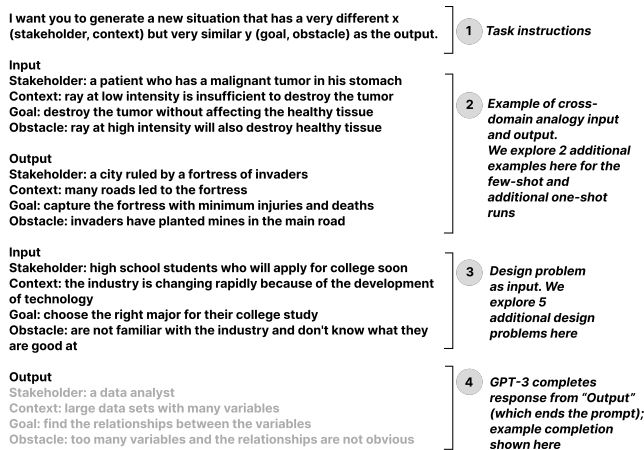 I want you to generate a new situation that has a very different x
(stakeholder, context) but very similar y (goal, obstacle) as the output.
1 Task instructions
Input
Stakeholder: a patient who has a malignant tumor in his stomach
Context: ray at low intensity is insufficient to destroy the tumor
Goal: destroy the tumor without affecting the healthy tissue
Obstacle: ray at high intensity will also destroy healthy tissue
Output
Stakeholder: a city ruled by a fortress of invaders
Context: many roads led to the fortress
Goal: capture the fortress with minimum injuries and deaths
Obstacle: invaders have planted mines in the main road
2 Example of cross-
domain analogy input
and output.
We explore 2 additional
examples here for the
few-shot and
additional one-shot
runs
Input
Stakeholder: high school students who will apply for college soon
Context: the industry is changing rapidly because of the development
of technology
Goal: choose the right major for their college study
Obstacle: are not familiar with the industry and don't know what they
are good at
3 Design problem
as input. We
explore 5
additional design
problems here
Output
Stakeholder: a data analyst
Context: large data sets with many variables
Goal: find the relationships between the variables
Obstacle: too many variables and the relationships are not obvious
4 GPT-3 completes
response from “Output”
(which ends the prompt);
example completion
shown here